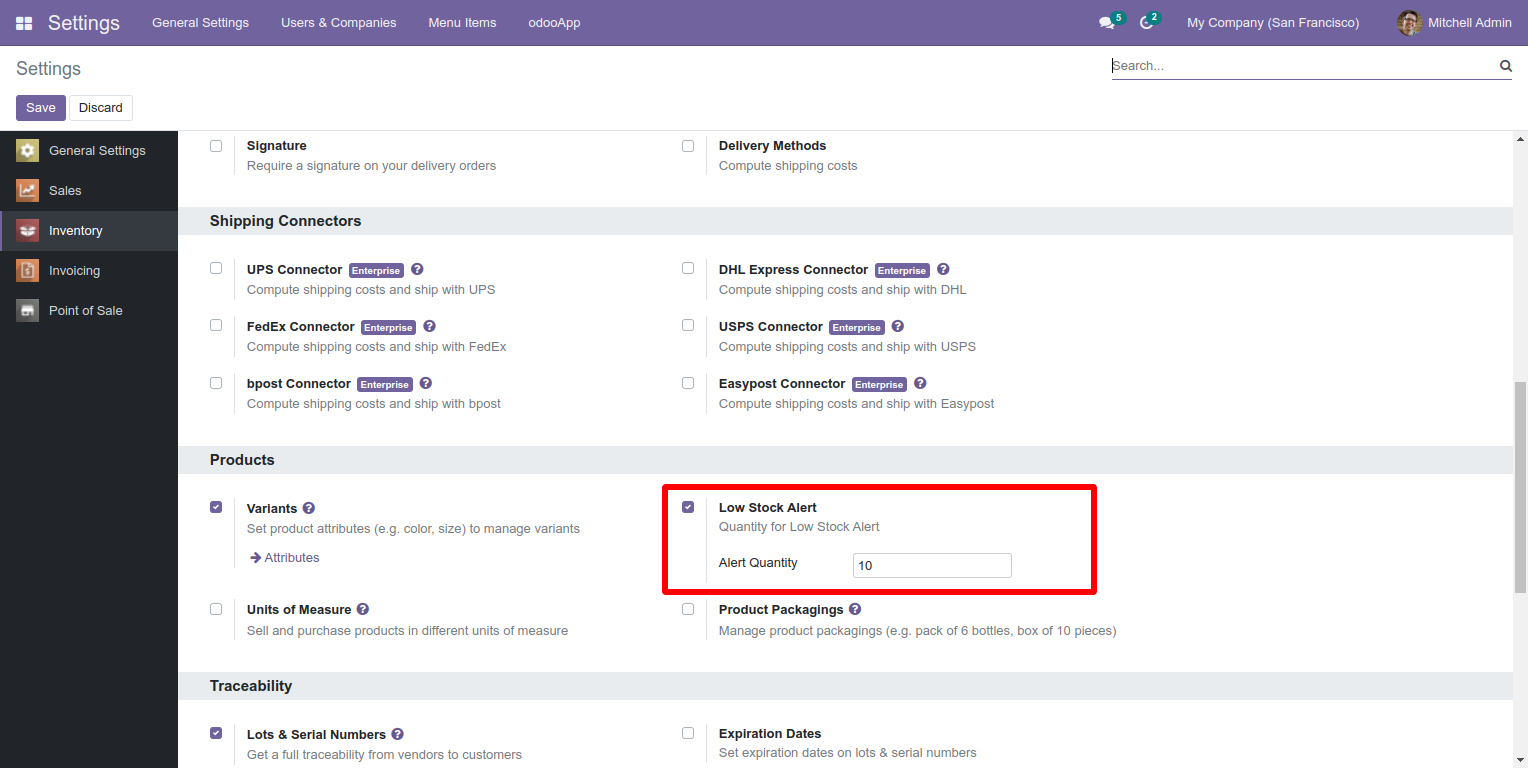 Settings General Settings Users & Companies Menu Items odooApp 5 2 My Company (San Francisco) Mitchell Admin
Settings
Search...
Save Discard
General Settings
Sales
Inventory
Invoicing
Point of Sale
Signature
Require a signature on your delivery orders
Delivery Methods
Compute shipping costs
Shipping Connectors
UPS Connector Enterprise ?
Compute shipping costs and ship with UPS
DHL Express Connector Enterprise ?
Compute shipping costs and ship with DHL
FedEx Connector Enterprise ?
Compute shipping costs and ship with FedEx
USPS Connector Enterprise ?
Compute shipping costs and ship with USPS
bpost Connector Enterprise ?
Compute shipping costs and ship with bpost
Easypost Connector Enterprise ?
Compute shipping costs and ship with Easypost
Products
Variants ?
Set product attributes (e.g. color, size) to manage variants
Attributes
Low Stock Alert
Quantity for Low Stock Alert
Alert Quantity 10
Units of Measure ?
Sell and purchase products in different units of measure
Product Packagings ?
Manage product packagings (e.g. pack of 6 bottles, box of 10 pieces)
Traceability
Lots & Serial Numbers ?
Get a full traceability from vendors to customers
Expiration Dates
Set expiration dates on lots & serial numbers